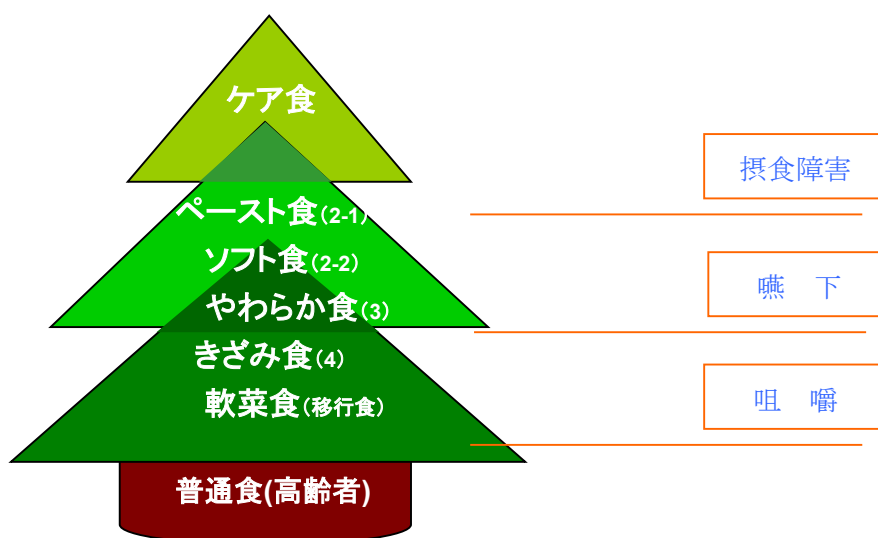 ケア食
摂食障害
ペースト食(2-1)
ソフト食(2-2)
嚥　下
やわらか食(3)
きざみ食(4)
軟菜食(移行食)
咀　嚼
普通食(高齢者)